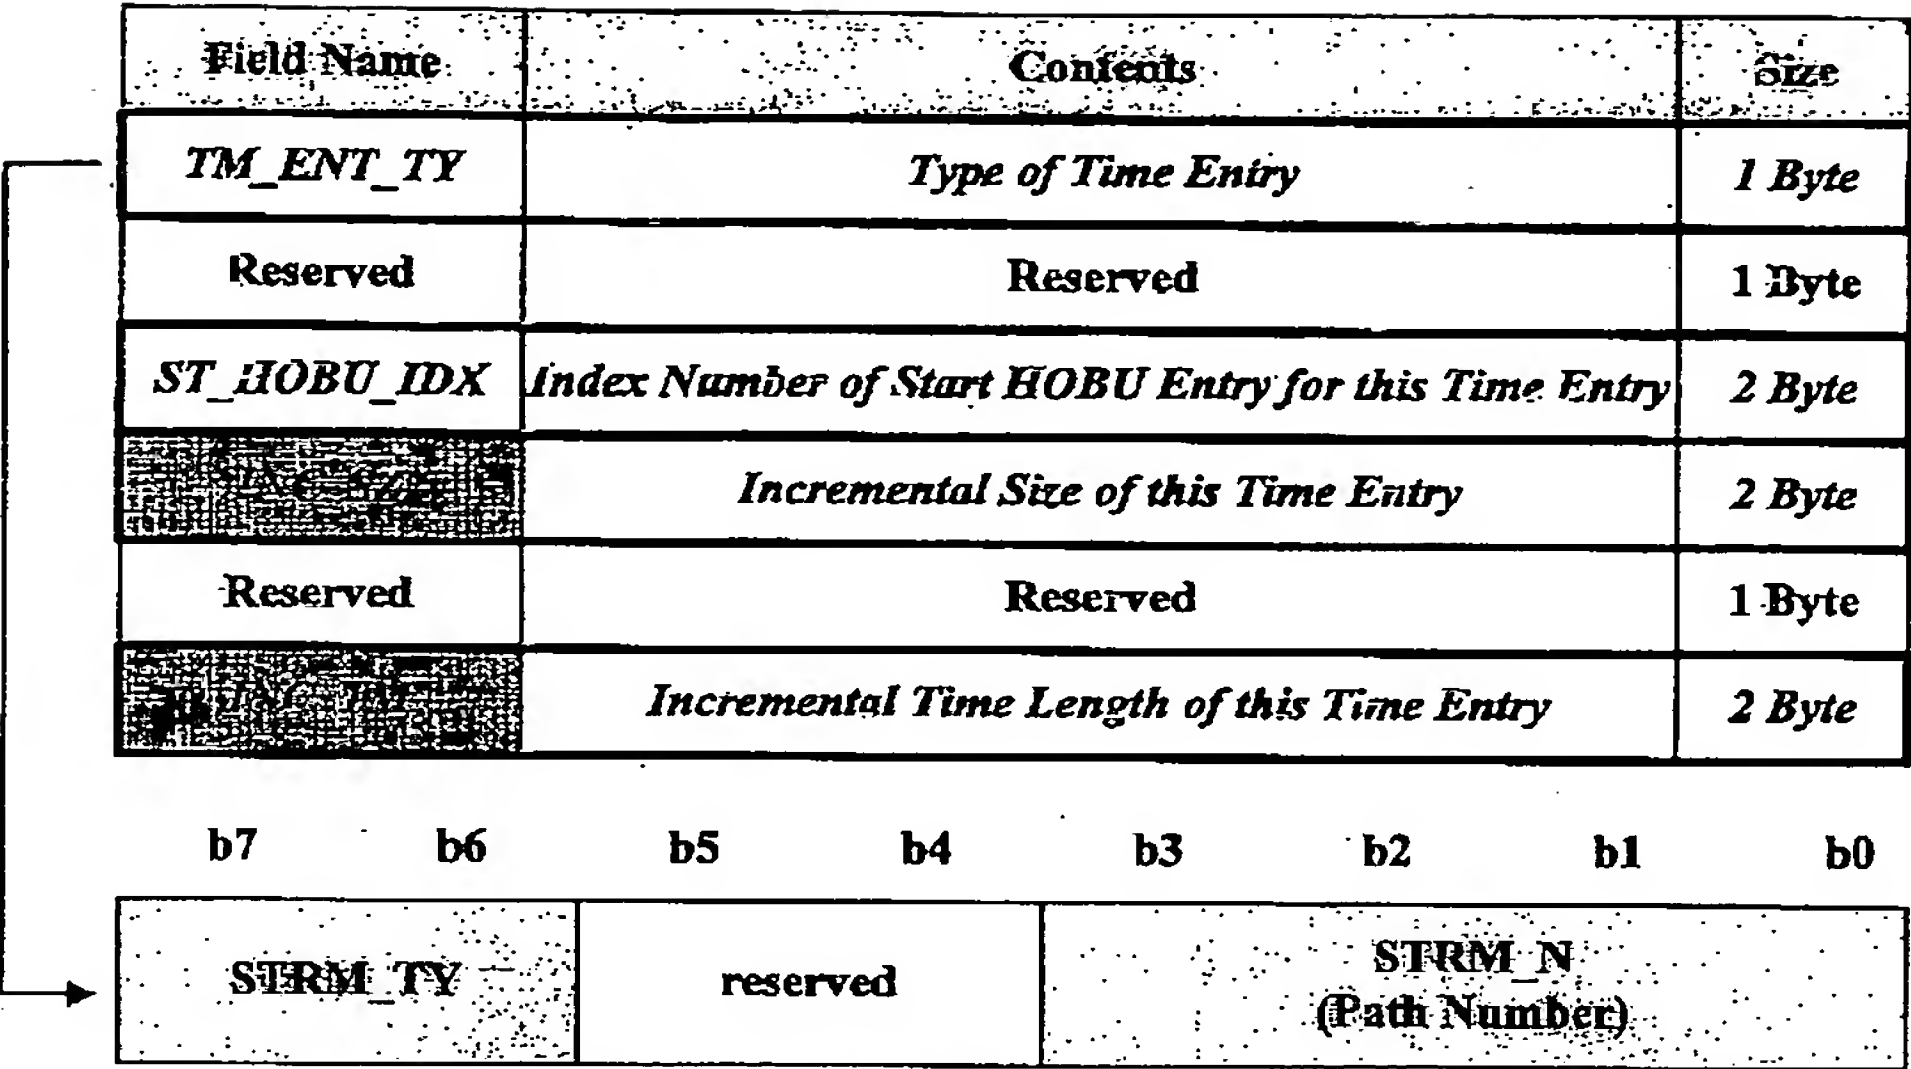 Field Name Contents Size
TM_ENT_TY Type of Time Entry 1 Byte
Reserved Reserved 1 Byte
ST_HOBU_IDX Index Number of Start HOBU Entry for this Time Entry 2 Byte
Incremental Size of this Time Entry 2 Byte
Reserved Reserved 1 Byte
Incremental Time Length of this Time Entry 2 Byte
b7 b6 b5 b4 b3 b2 b1 b0
STRM_TY reserved STRM_N
(Path Number)